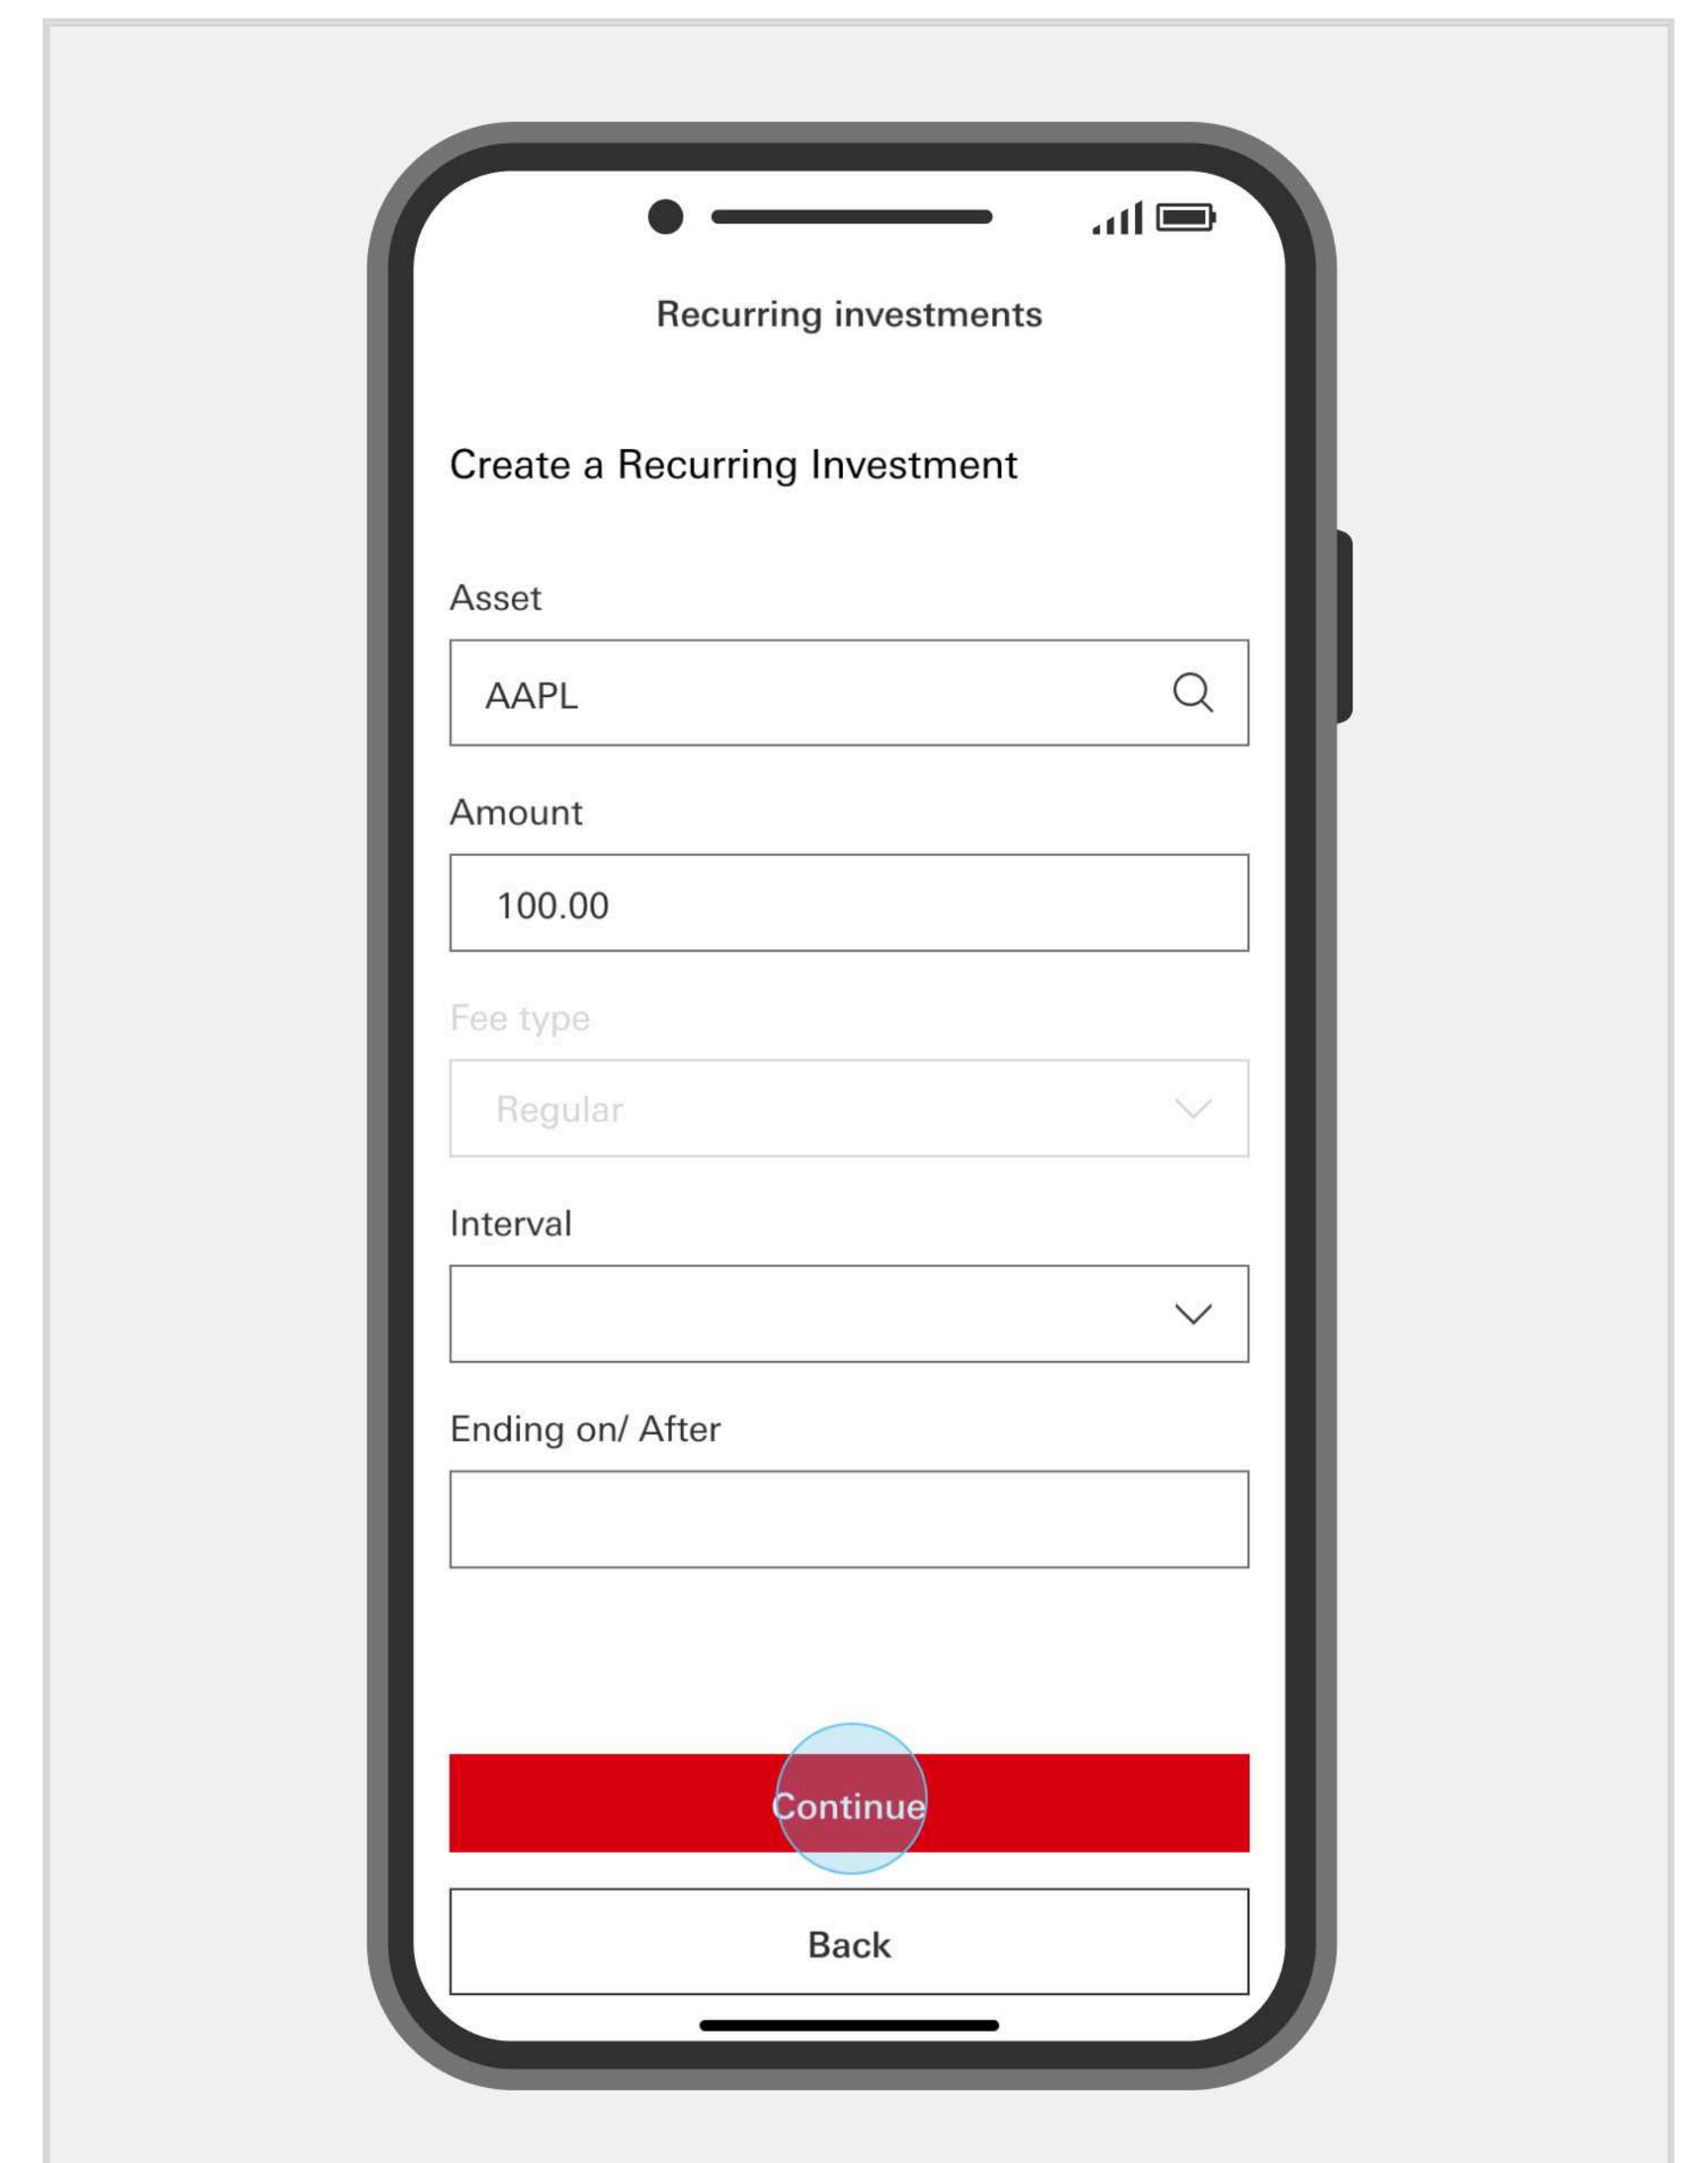 Recurring investments
Create a Recurring Investment
Asset
AAPL
Amount
100.00
Fee type
Regular
Interval
Ending on/ After
Continue
Back